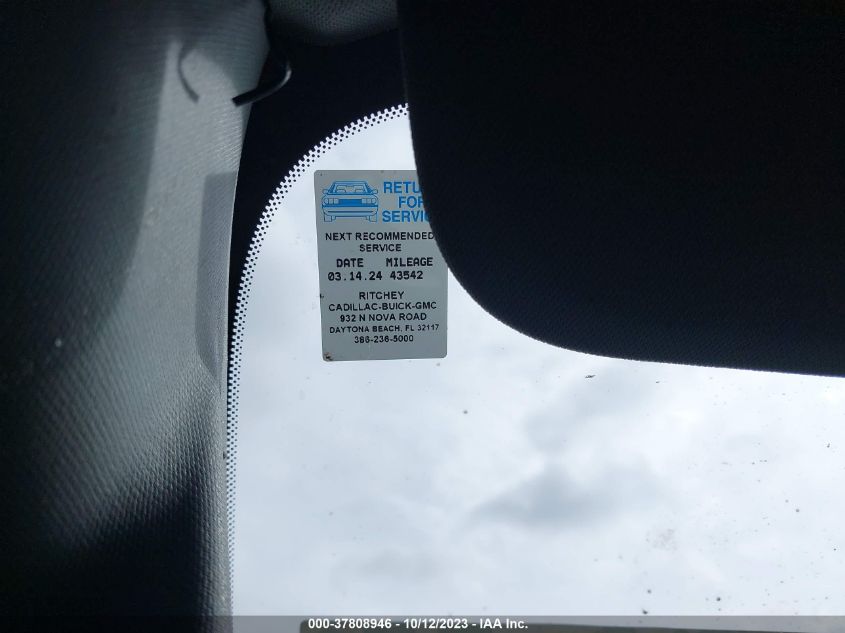 RETU
FOR
SERVIC
NEXT RECOMMENDED
SERVICE
DATE MILEAGE
03.14.24 43542
RITCHEY
CADILLAC-BUICK-GMC
932 N NOVA ROAD
DAYTONA BEACH, FL 32117
386-236-5000
000-37808946 - 10/12/2023 - IAA Inc.